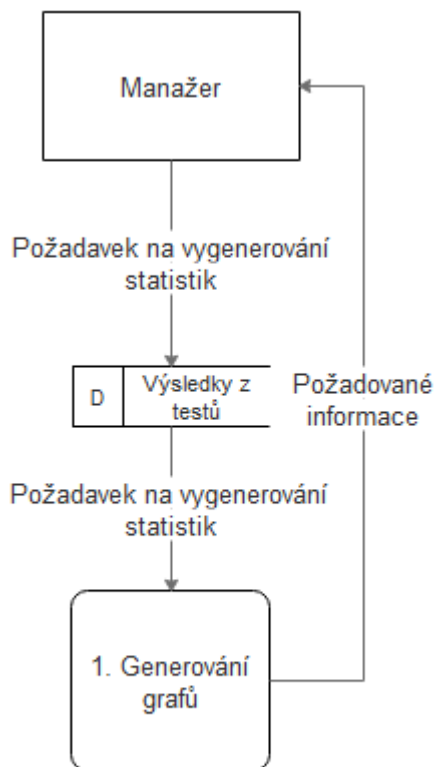 Manažer
Požadavek na vygenerování
statistik
D
Výsledky z
testů
Požadované
informace
Požadavek na vygenerování
statistik
1. Generování
grafů